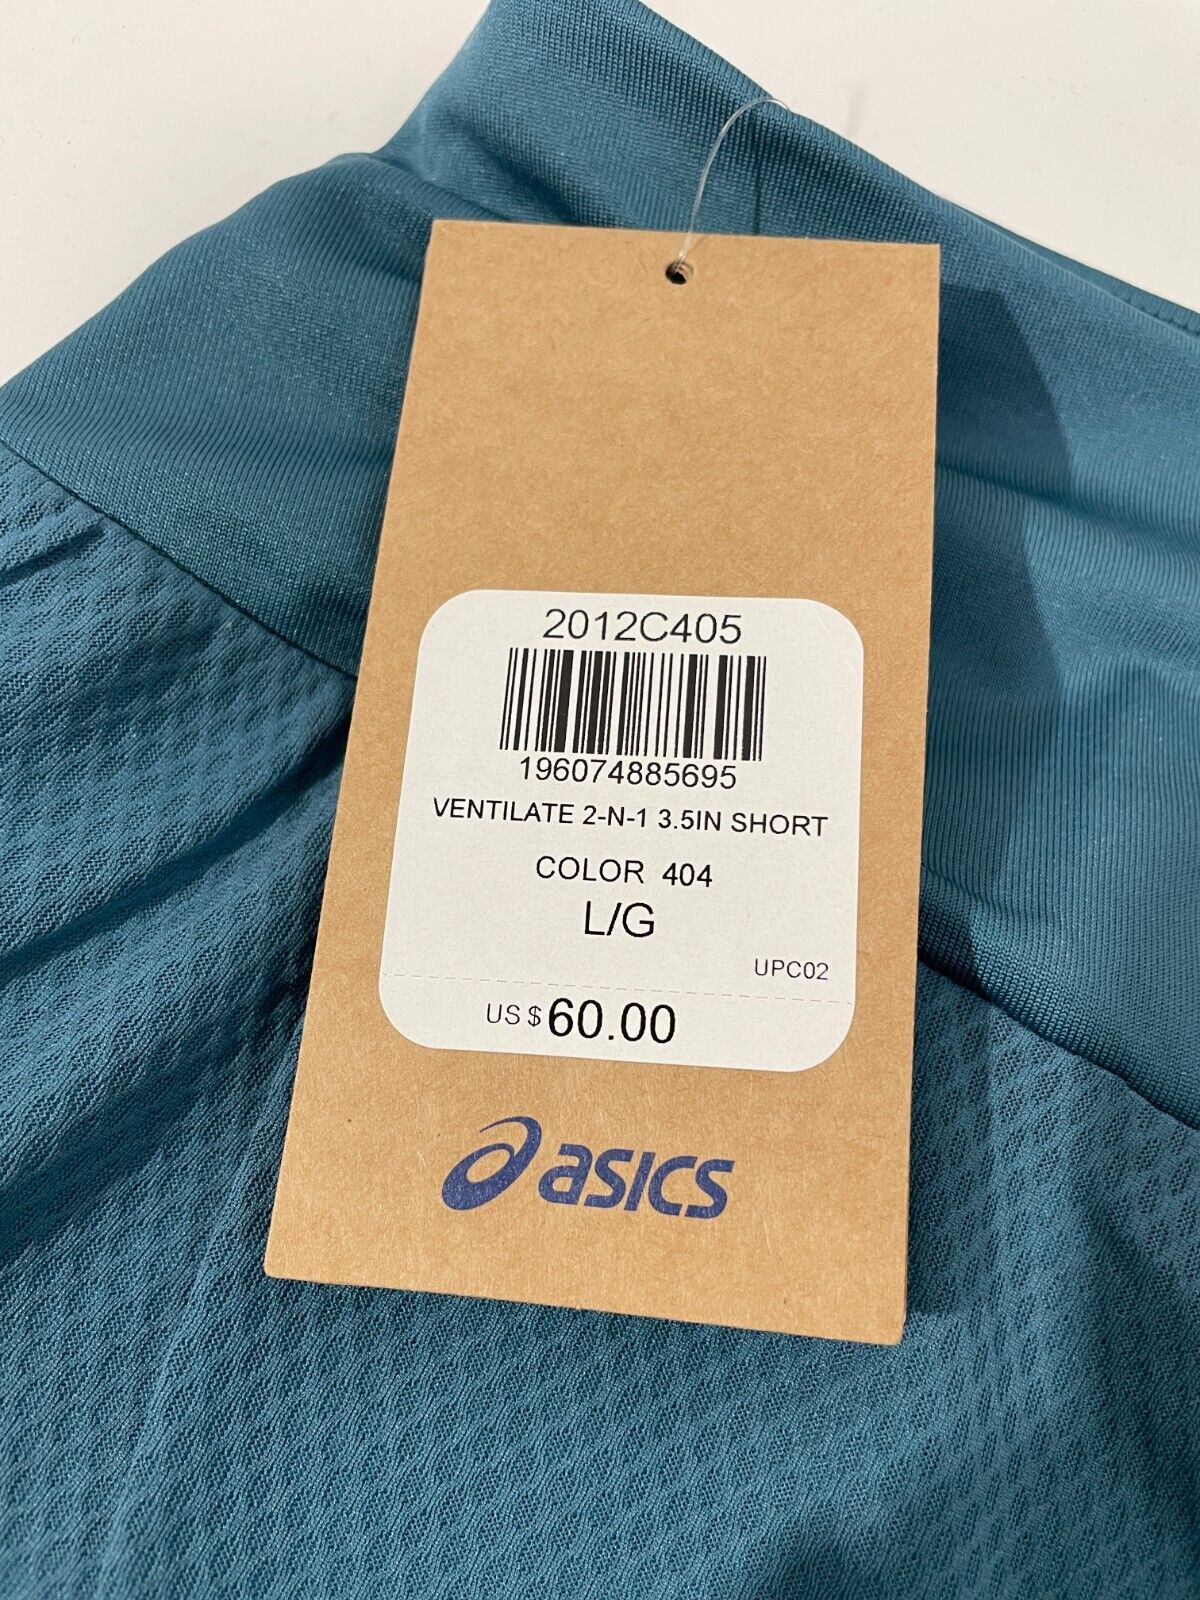 2012C405
196074885695
VENTILATE 2-N-1 3.5IN SHORT
COLOR 404
L/G
UPC02
US $ 60.00
asics